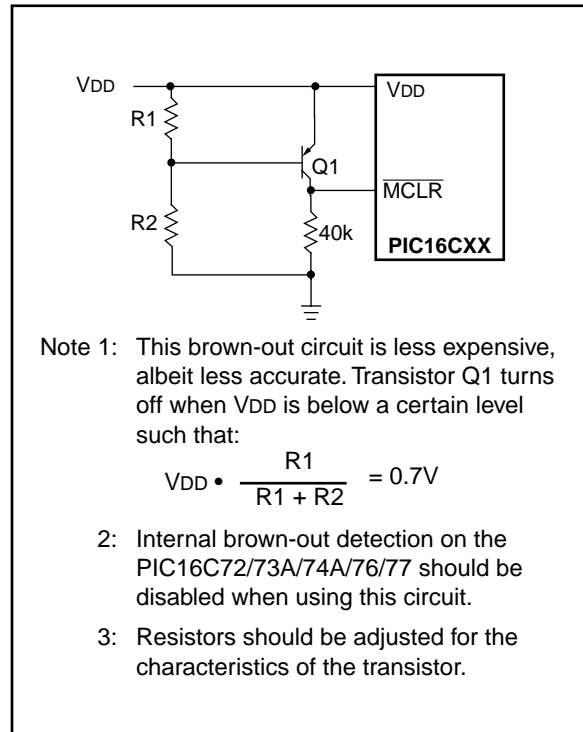 VDD
VDD
R1
Q1
MCLR
R2
40k
PIC16CXX
Note 1: This brown-out circuit is less expensive,
albeit less accurate. Transistor Q1 turns
off when VDD is below a certain level
such that:
VDD • R1 / R1 + R2 = 0.7V
2: Internal brown-out detection on the
PIC16C72/73A/74A/76/77 should be
disabled when using this circuit.
3: Resistors should be adjusted for the
characteristics of the transistor.